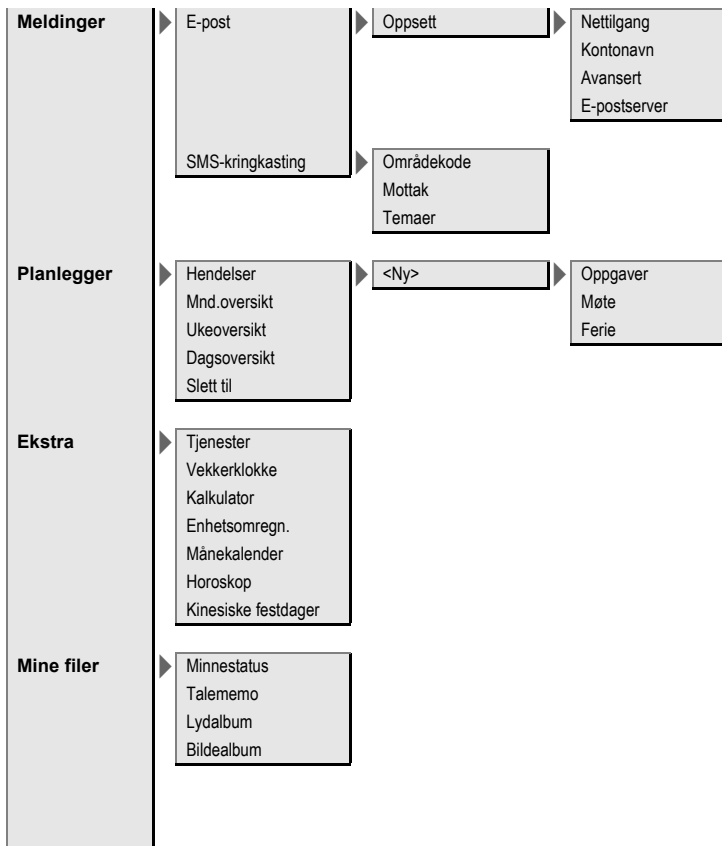 Meldinger
E-post
Oppsett
Nettilgang
Kontonavn
Avansert
E-postserver
SMS-kringkasting
Områdekode
Mottak
Temaer
Planlegger
Hendelser
Mnd.oversikt
Ukeoversikt
Dagsoversikt
Slett til
<Ny>
Oppgaver
Møte
Ferie
Ekstra
Tjenester
Vekkerklokke
Kalkulator
Enhetsomregn.
Månekalender
Horoskop
Kinesiske festdager
Mine filer
Minnestatus
Talememo
Lydalbum
Bildealbum